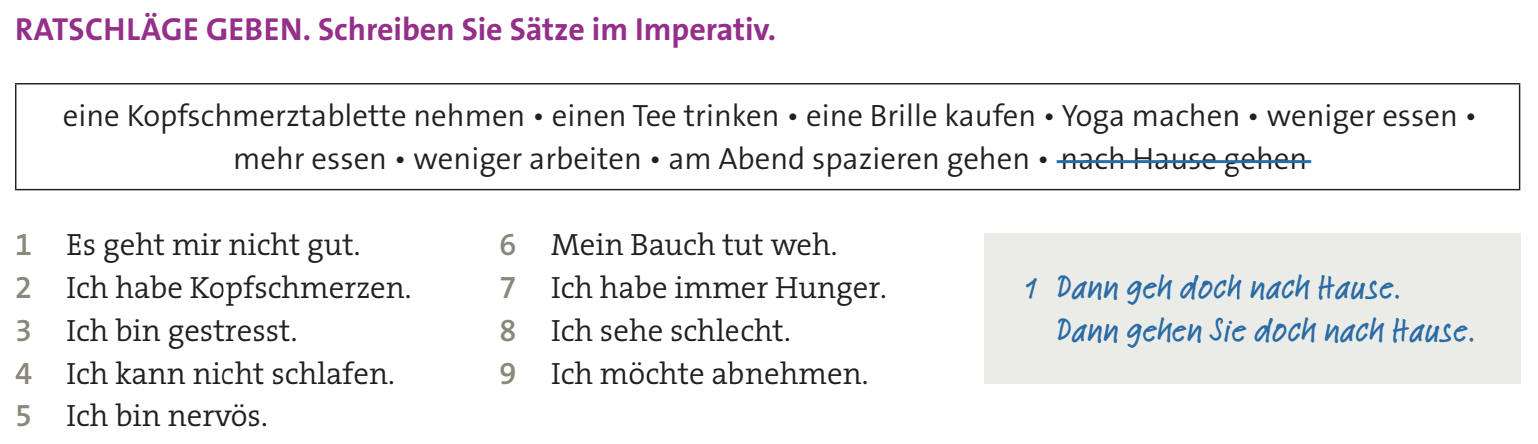 RATSCHLÄGE GEBEN. Schreiben Sie Sätze im Imperativ.
eine Kopfschmerztablette nehmen • einen Tee trinken • eine Brille kaufen • Yoga machen • weniger essen •
mehr essen • weniger arbeiten • am Abend spazieren gehen • nach Hause gehen
1 Es geht mir nicht gut.
2 Ich habe Kopfschmerzen.
3 Ich bin gestresst.
4 Ich kann nicht schlafen.
5 Ich bin nervös.
6 Mein Bauch tut weh.
7 Ich habe immer Hunger.
8 Ich sehe schlecht.
9 Ich möchte abnehmen.
1 Dann geh doch nach Hause.
Dann gehen Sie doch nach Hause.